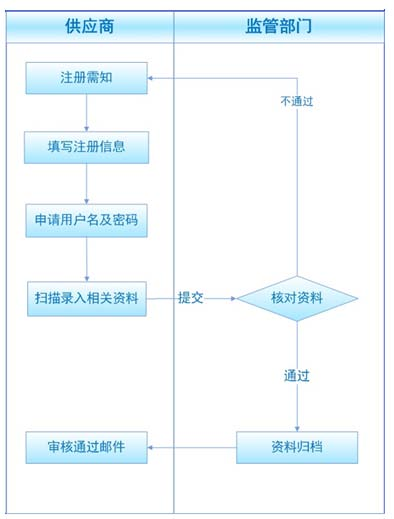 供应商
监管部门
注册需知
不通过
填写注册信息
申请用户名及密码
扫描录入相关资料
提交
核对资料
通过
审核通过邮件
资料归档